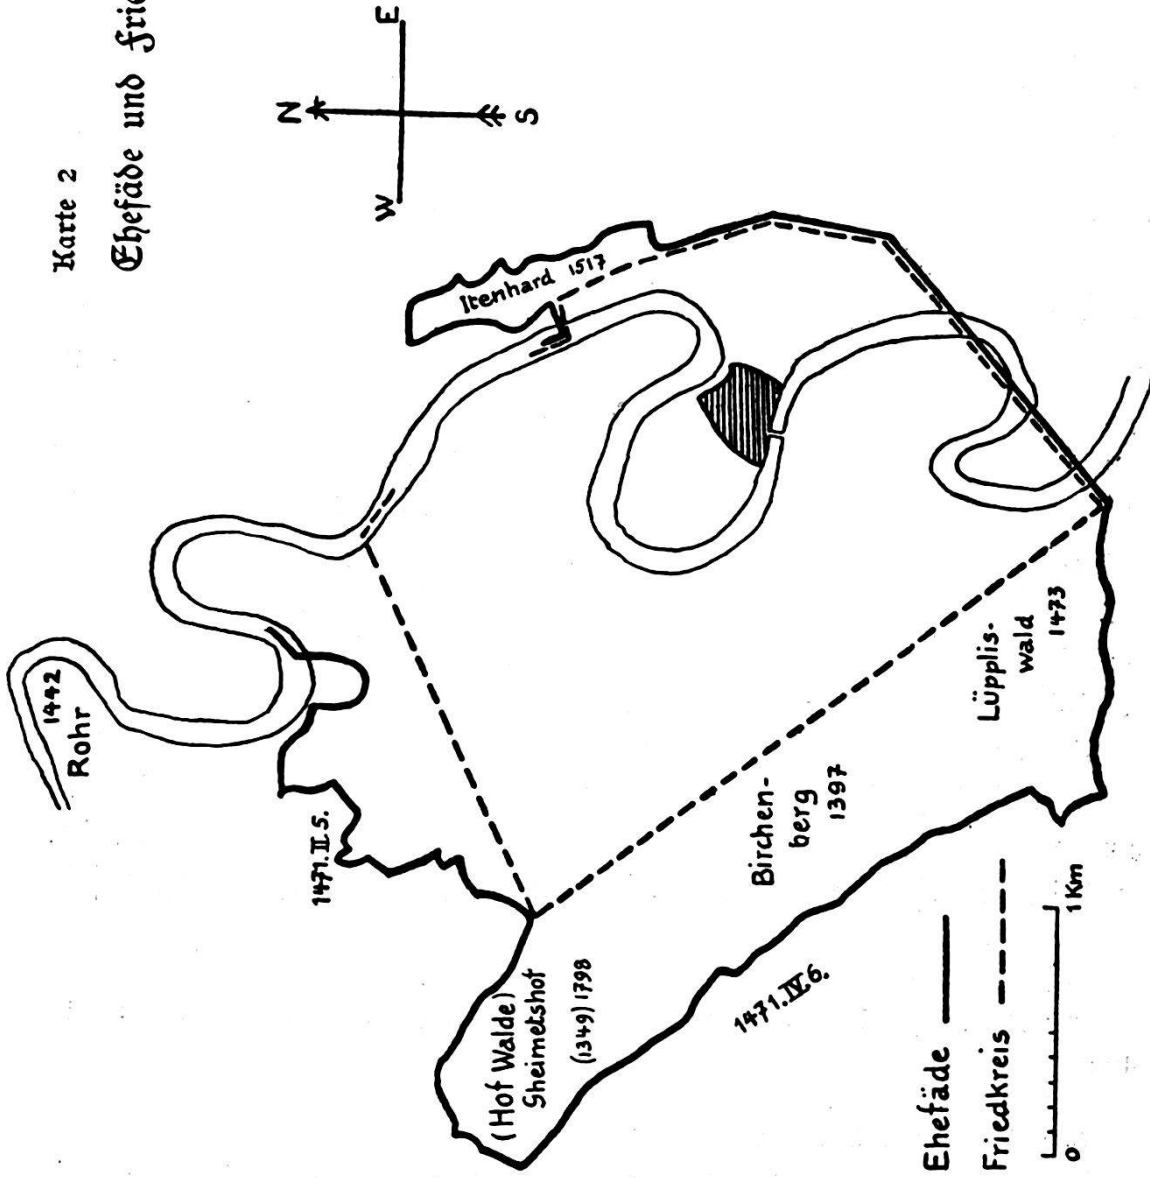 Karte 2
Ehefäde und
N
E
W
S
Itenhard 1517
1442
Rohr
1471.II.5.
(Hof Walde)
Sheimetshof
(1349) 1798
Birchen-
berg
1397
Lüpplis-
wald
1473
1471.IV.6.
Ehefäde
Friedkreis
0
1 Km